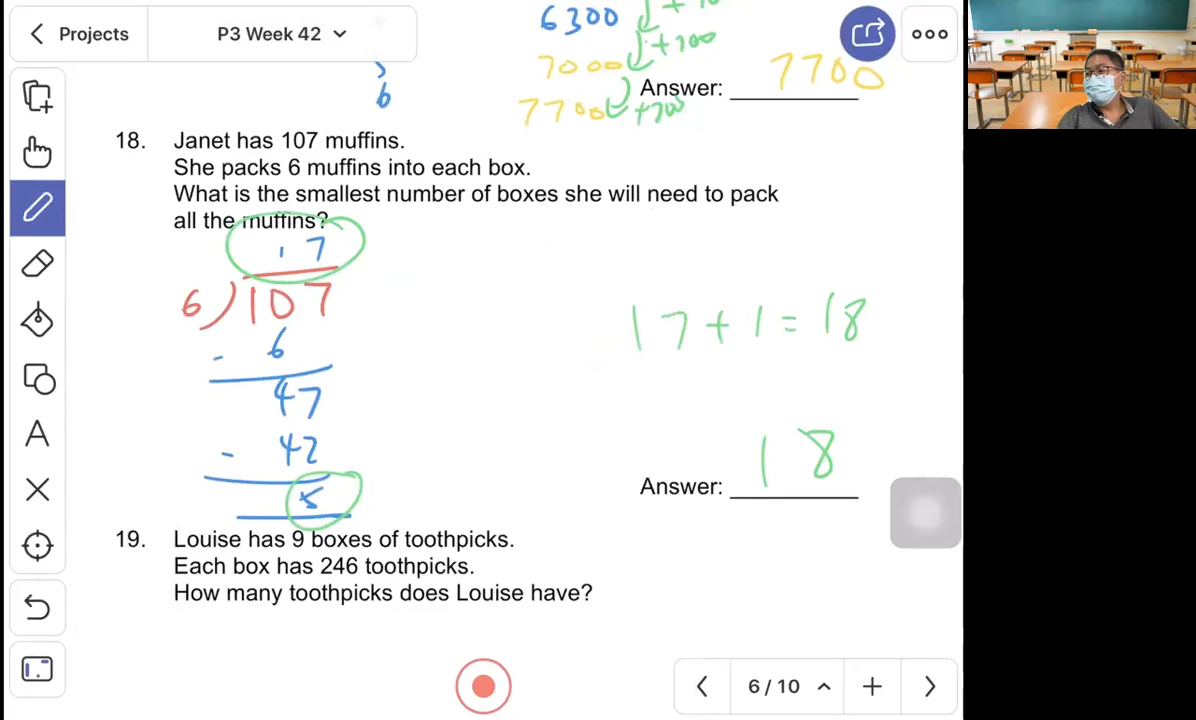 Projects
P3 Week 42
6300
+100
7000
7700
+700
6
Answer: 7700
18. Janet has 107 muffins.
She packs 6 muffins into each box.
What is the smallest number of boxes she will need to pack
all the muffins?
17
6)107
- 6
47
- 42
5
17+1=18
Answer: 18
19. Louise has 9 boxes of toothpicks.
Each box has 246 toothpicks.
How many toothpicks does Louise have?
6 / 10